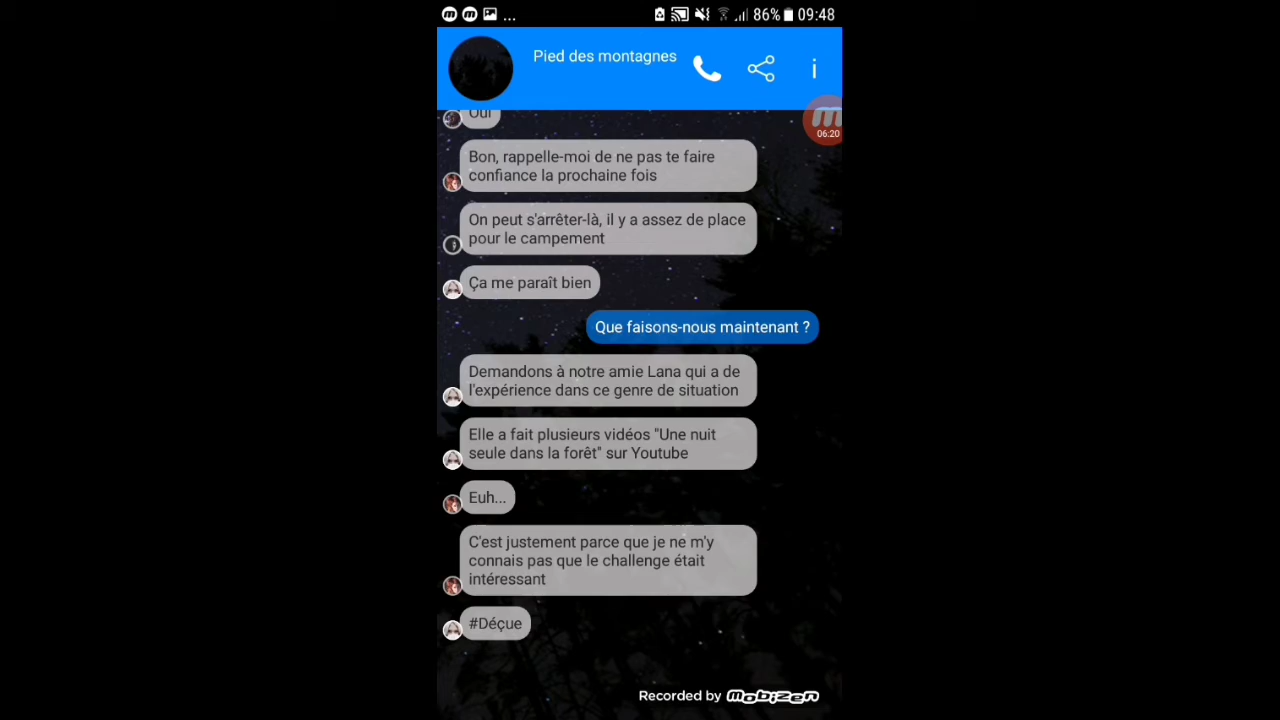 ... 86% 09:48
Pied des montagnes
i
m
06:20
Oui
Bon, rappelle-moi de ne pas te faire
confiance la prochaine fois
On peut s'arrêter-là, il y a assez de place
pour le campement
Ça me paraît bien
Que faisons-nous maintenant ?
Demandons à notre amie Lana qui a de
l'expérience dans ce genre de situation
Elle a fait plusieurs vidéos "Une nuit
seule dans la forêt" sur Youtube
Euh...
C'est justement parce que je ne m'y
connais pas que le challenge était
intéressant
#Déçue
Recorded by Mobizen